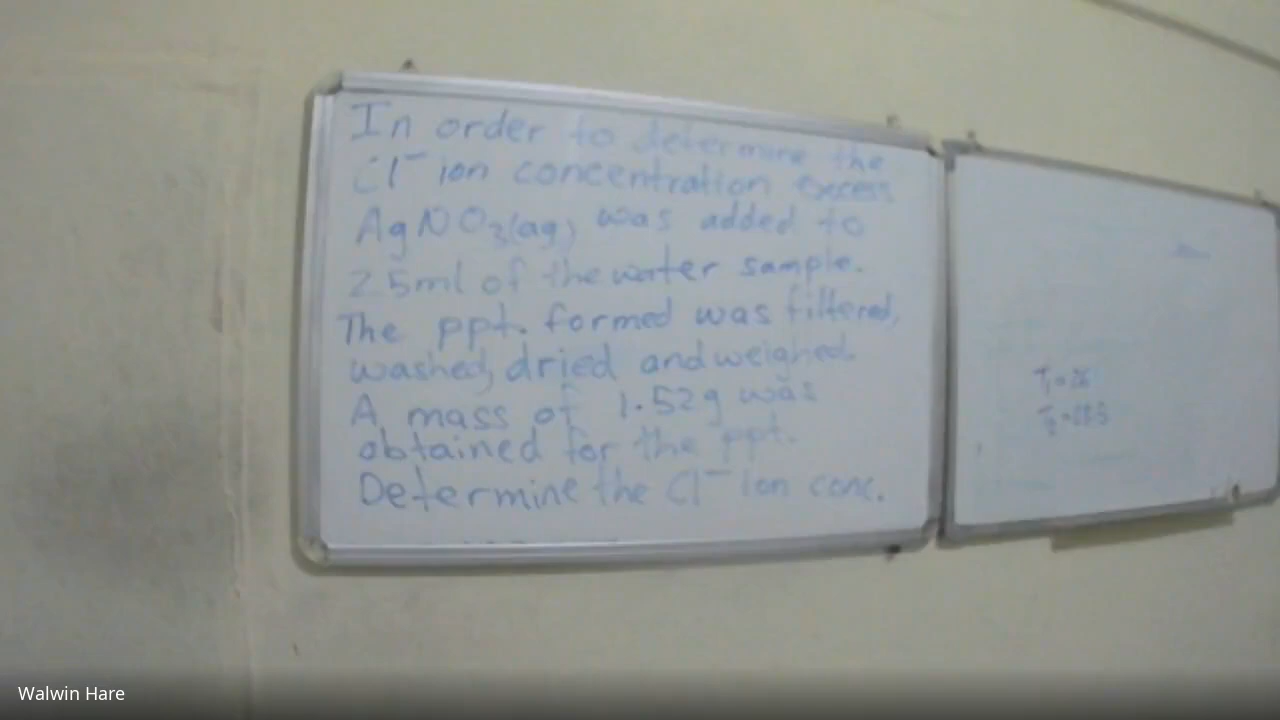 In order to determine the
Cl⁻ ion concentration excess
AgNO₃(aq) was added to
25ml of the water sample.
The ppt. formed was filtered,
washed, dried and weighed.
A mass of 1.52g was
obtained for the ppt.
Determine the Cl⁻ ion conc.
Walwin Hare